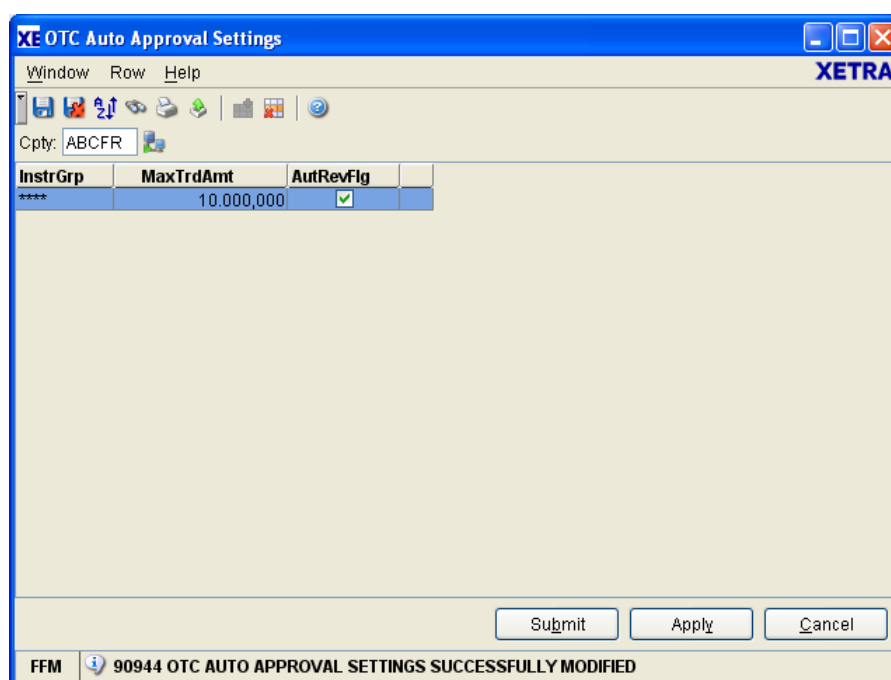 XE OTC Auto Approval Settings
Window Row Help XETRA
Cpty: ABCFR
InstrGrp MaxTrdAmt AutRevFlg
**** 10.000,000
Submit Apply Cancel
FFM 90944 OTC AUTO APPROVAL SETTINGS SUCCESSFULLY MODIFIED